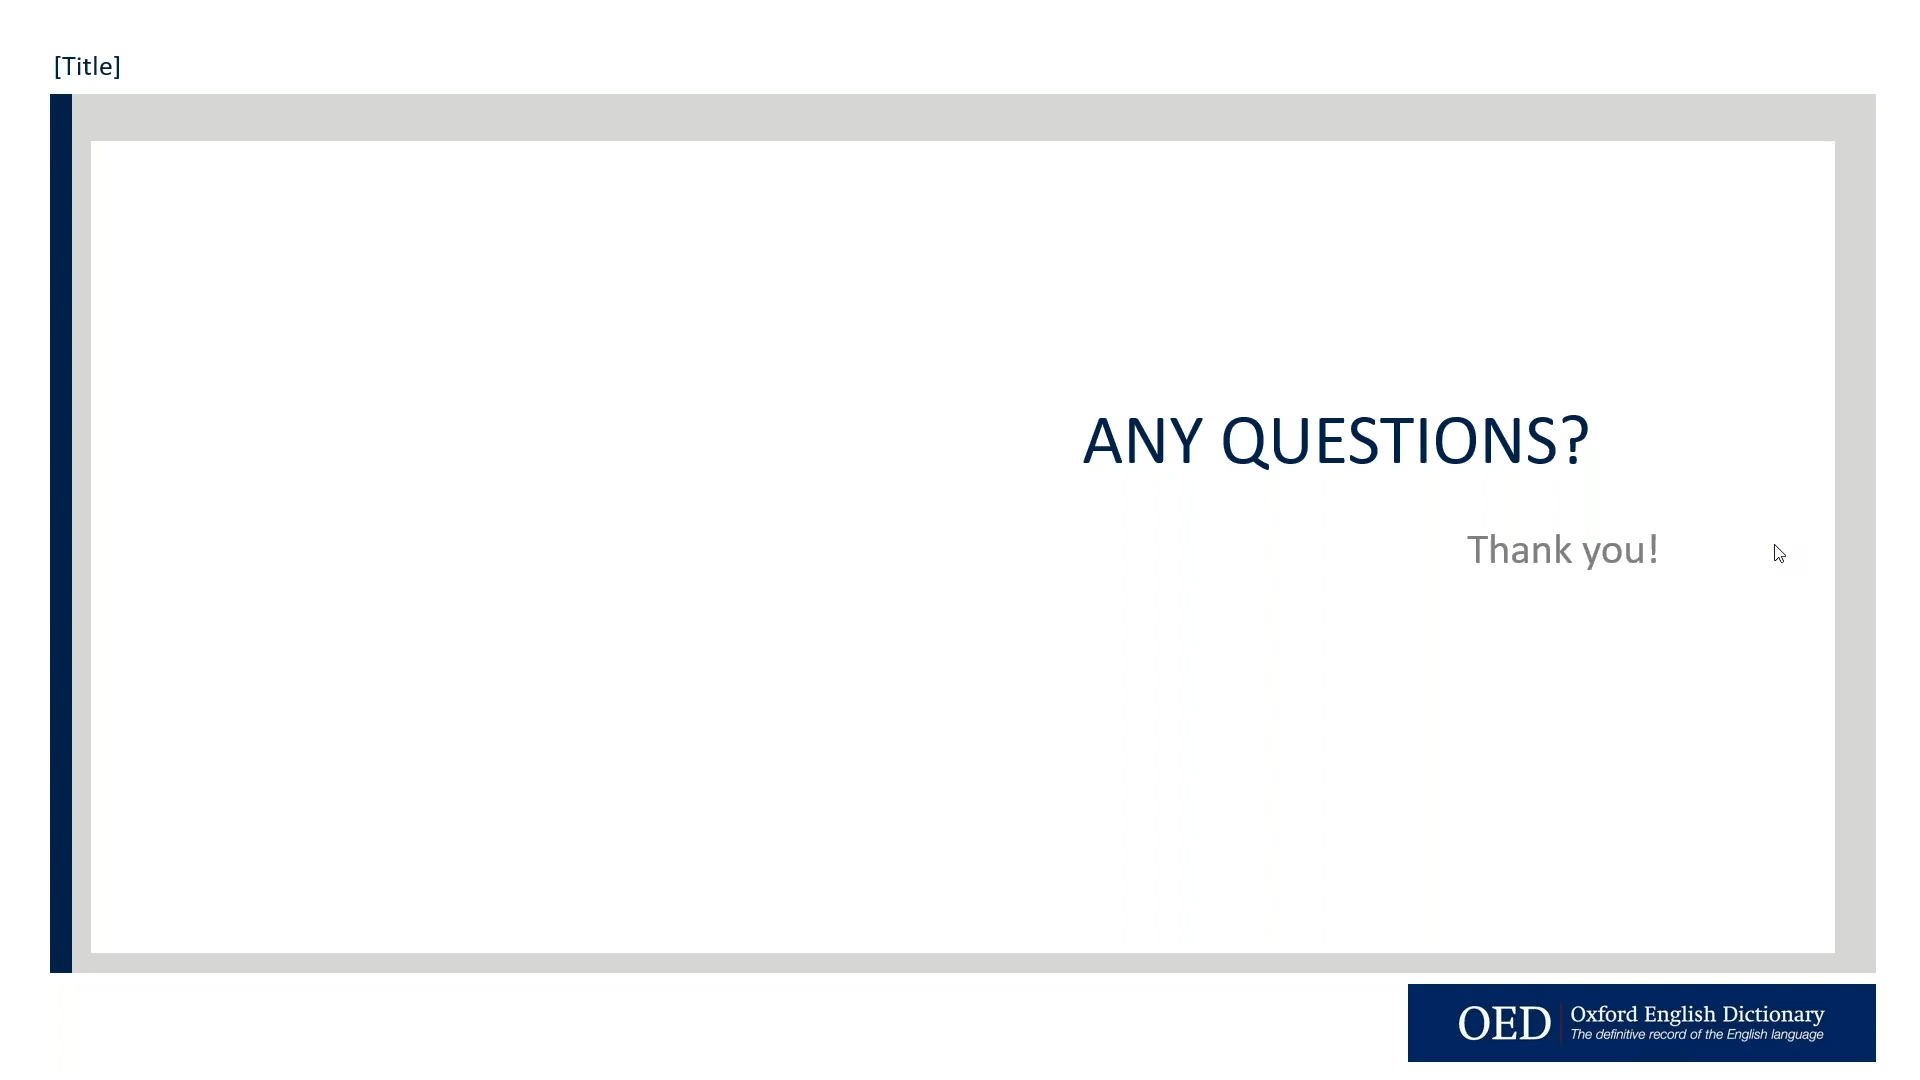 [Title]
ANY QUESTIONS?
Thank you!
OED
Oxford English Dictionary
The definitive record of the English language